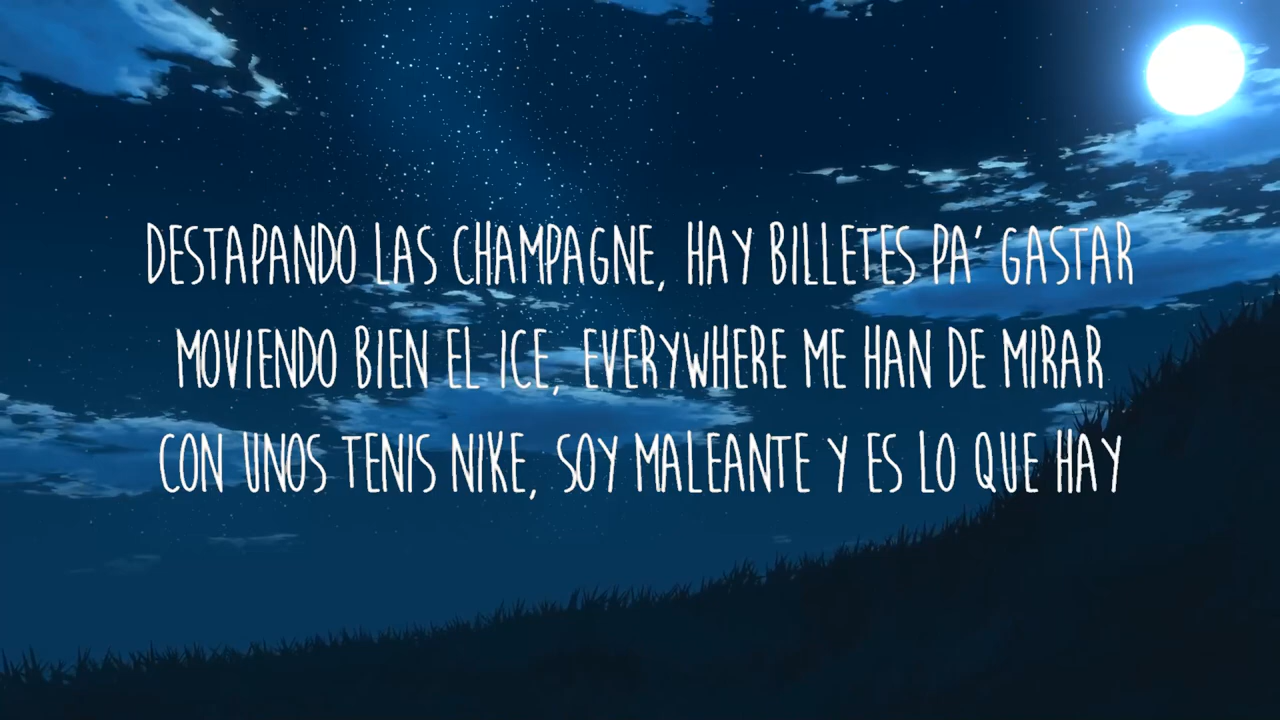 DESTAPANDO LAS CHAMPAGNE, HAY BILLETES PA' GASTAR
MOVIENDO BIEN EL ICE, EVERYWHERE ME HAN DE MIRAR
CON UNOS TENIS NIKE, SOY MALEANTE Y ES LO QUE HAY